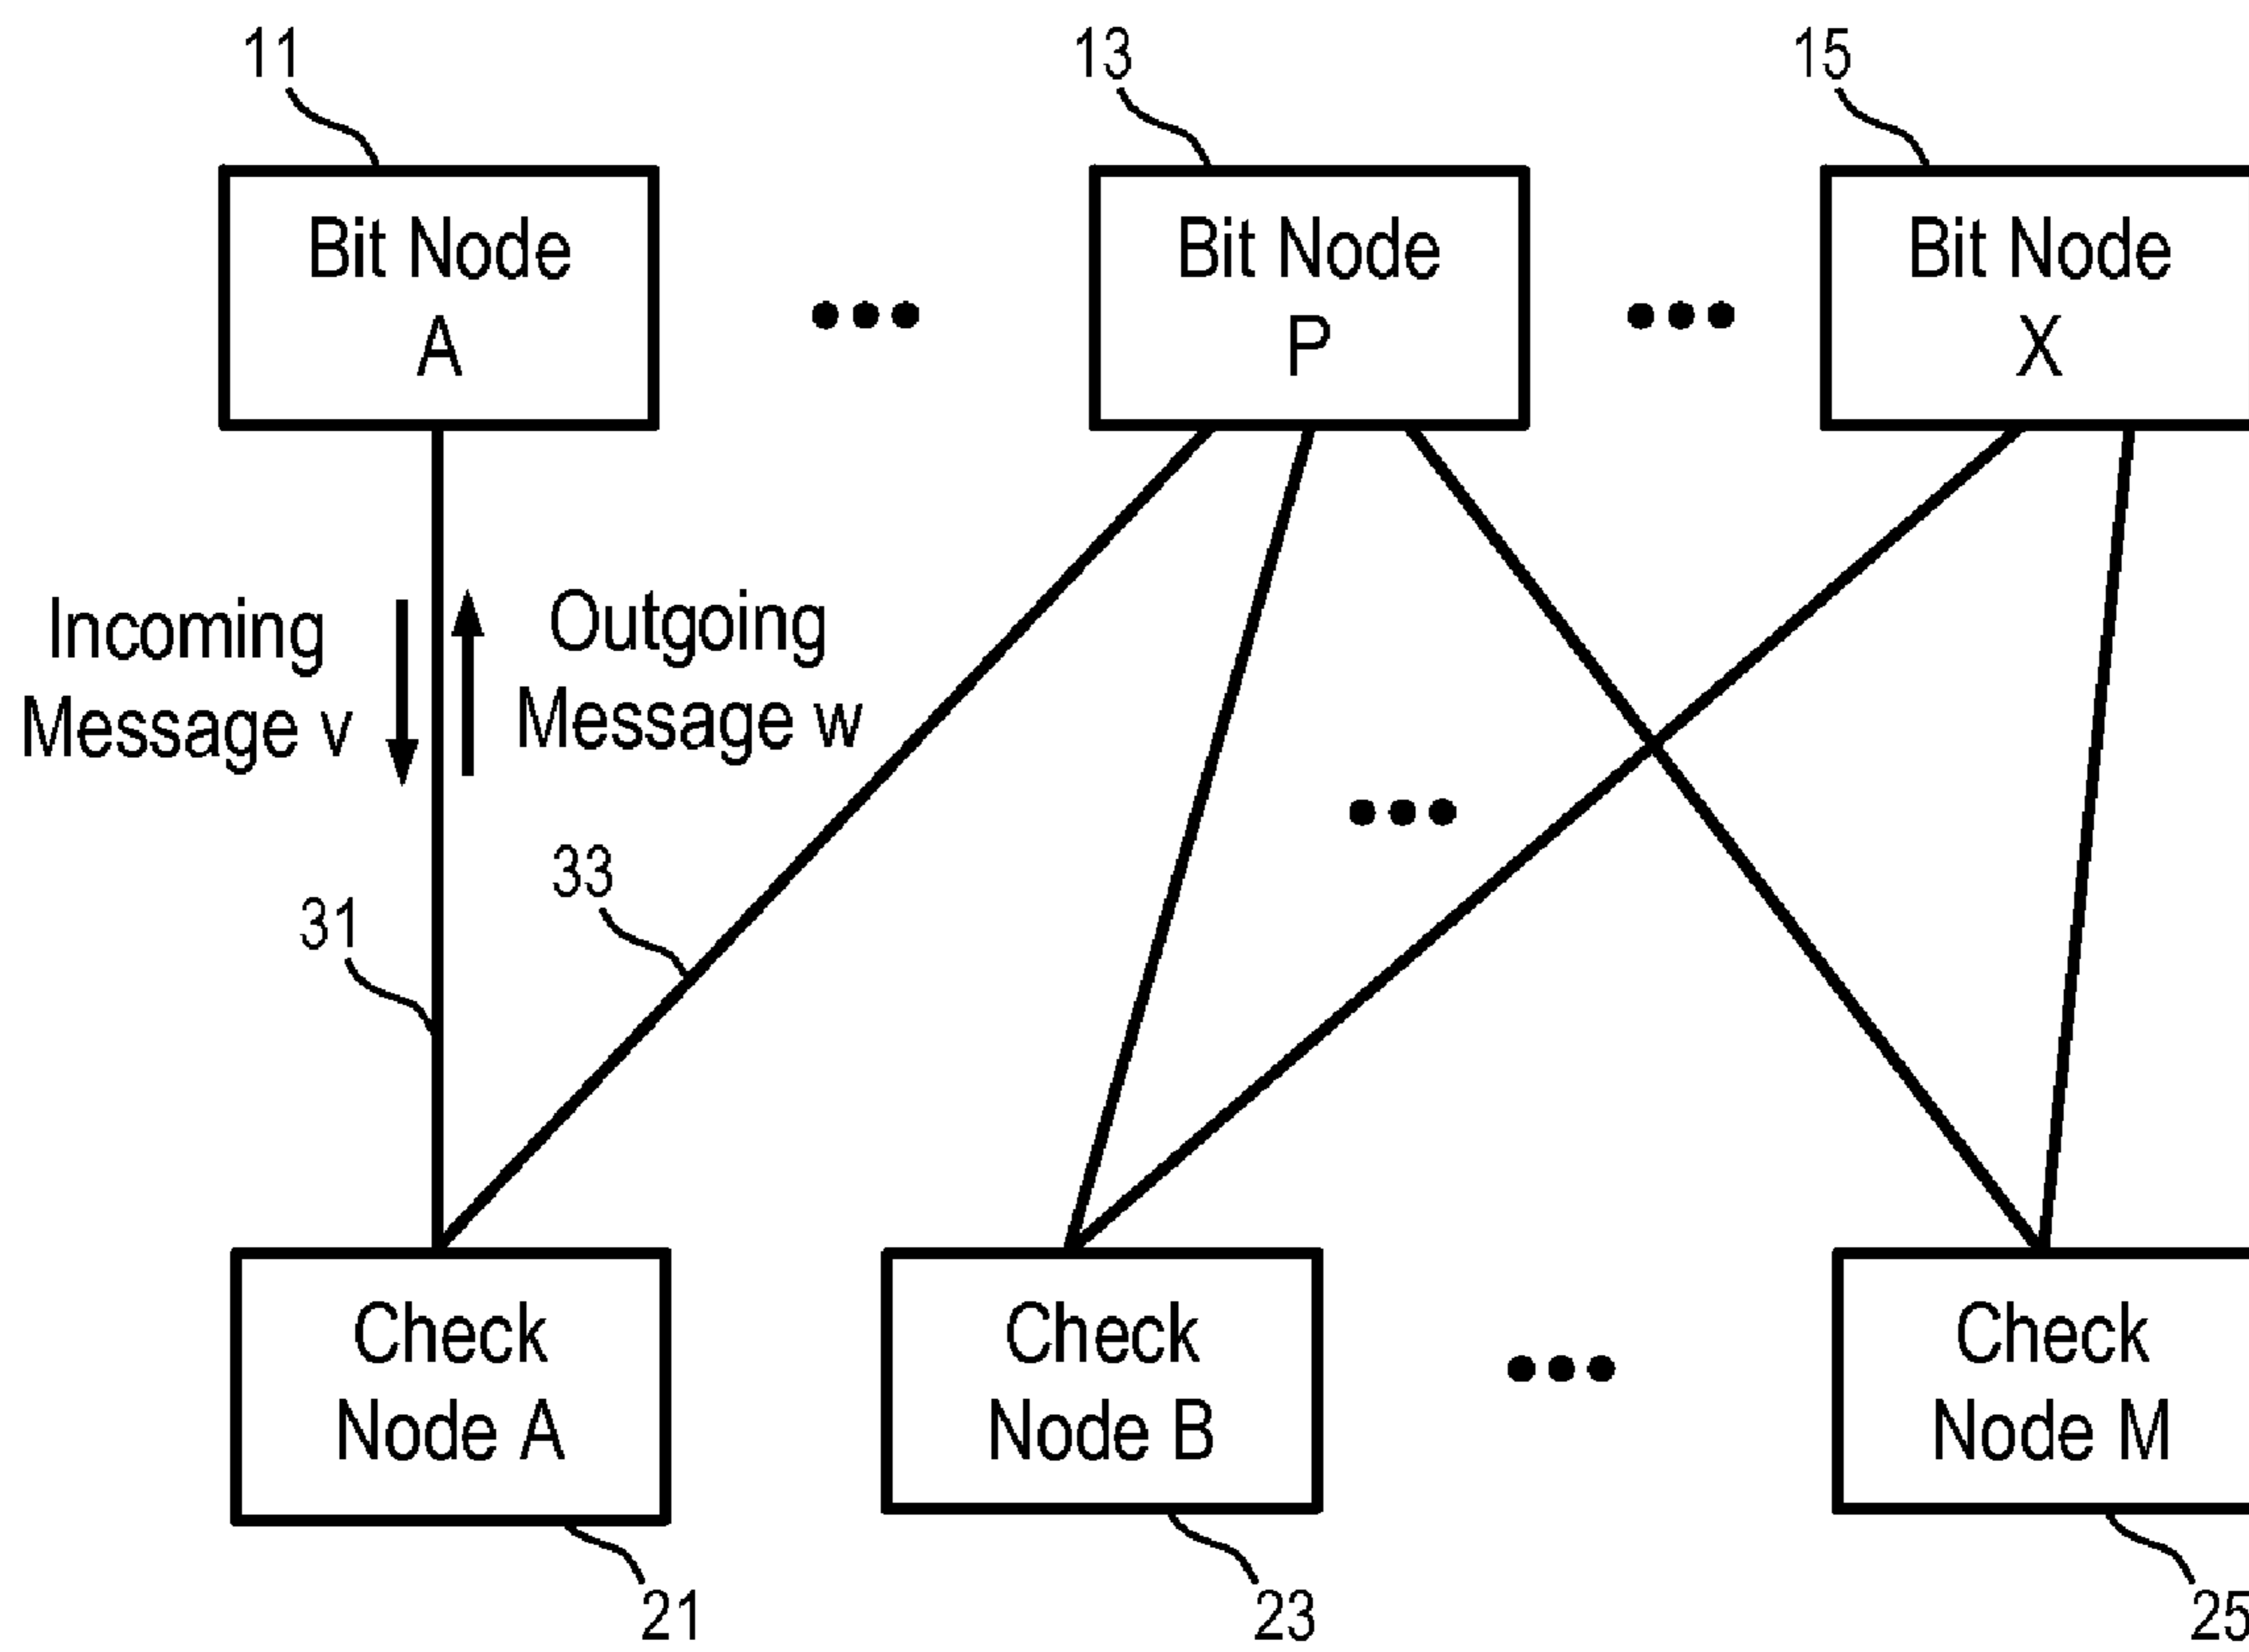 11
13
15
Bit Node
A
Bit Node
P
Bit Node
X
Incoming
Message v
Outgoing
Message w
33
31
Check
Node A
Check
Node B
Check
Node M
21
23
25